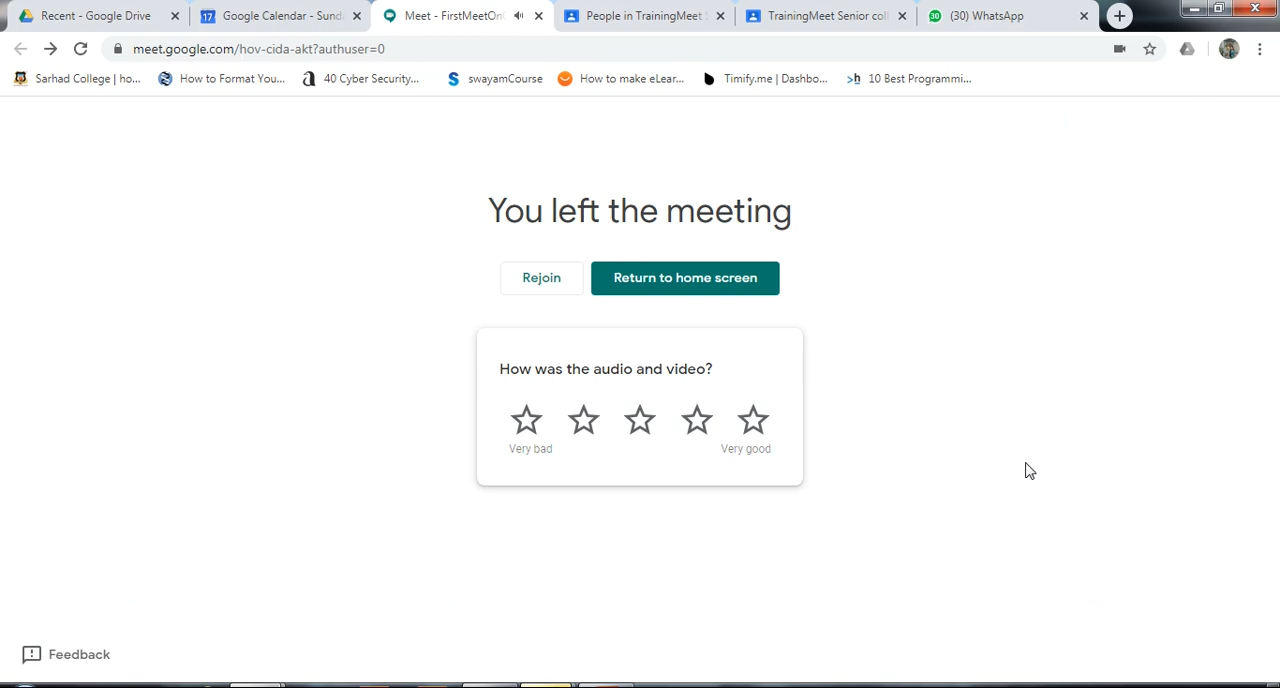 Recent - Google Drive
17 Google Calendar - Sund
Meet - FirstMeetOn
People in TrainingMeet S
TrainingMeet Senior coll
30 (30) WhatsApp
meet.google.com/hov-cida-akt?authuser=0
Sarhad College | ho...
How to Format You...
40 Cyber Security...
S swayamCourse
How to make eLear...
Timify.me | Dashbo...
>h 10 Best Programmi...
You left the meeting
Rejoin
Return to home screen
How was the audio and video?
Very bad
Very good
Feedback